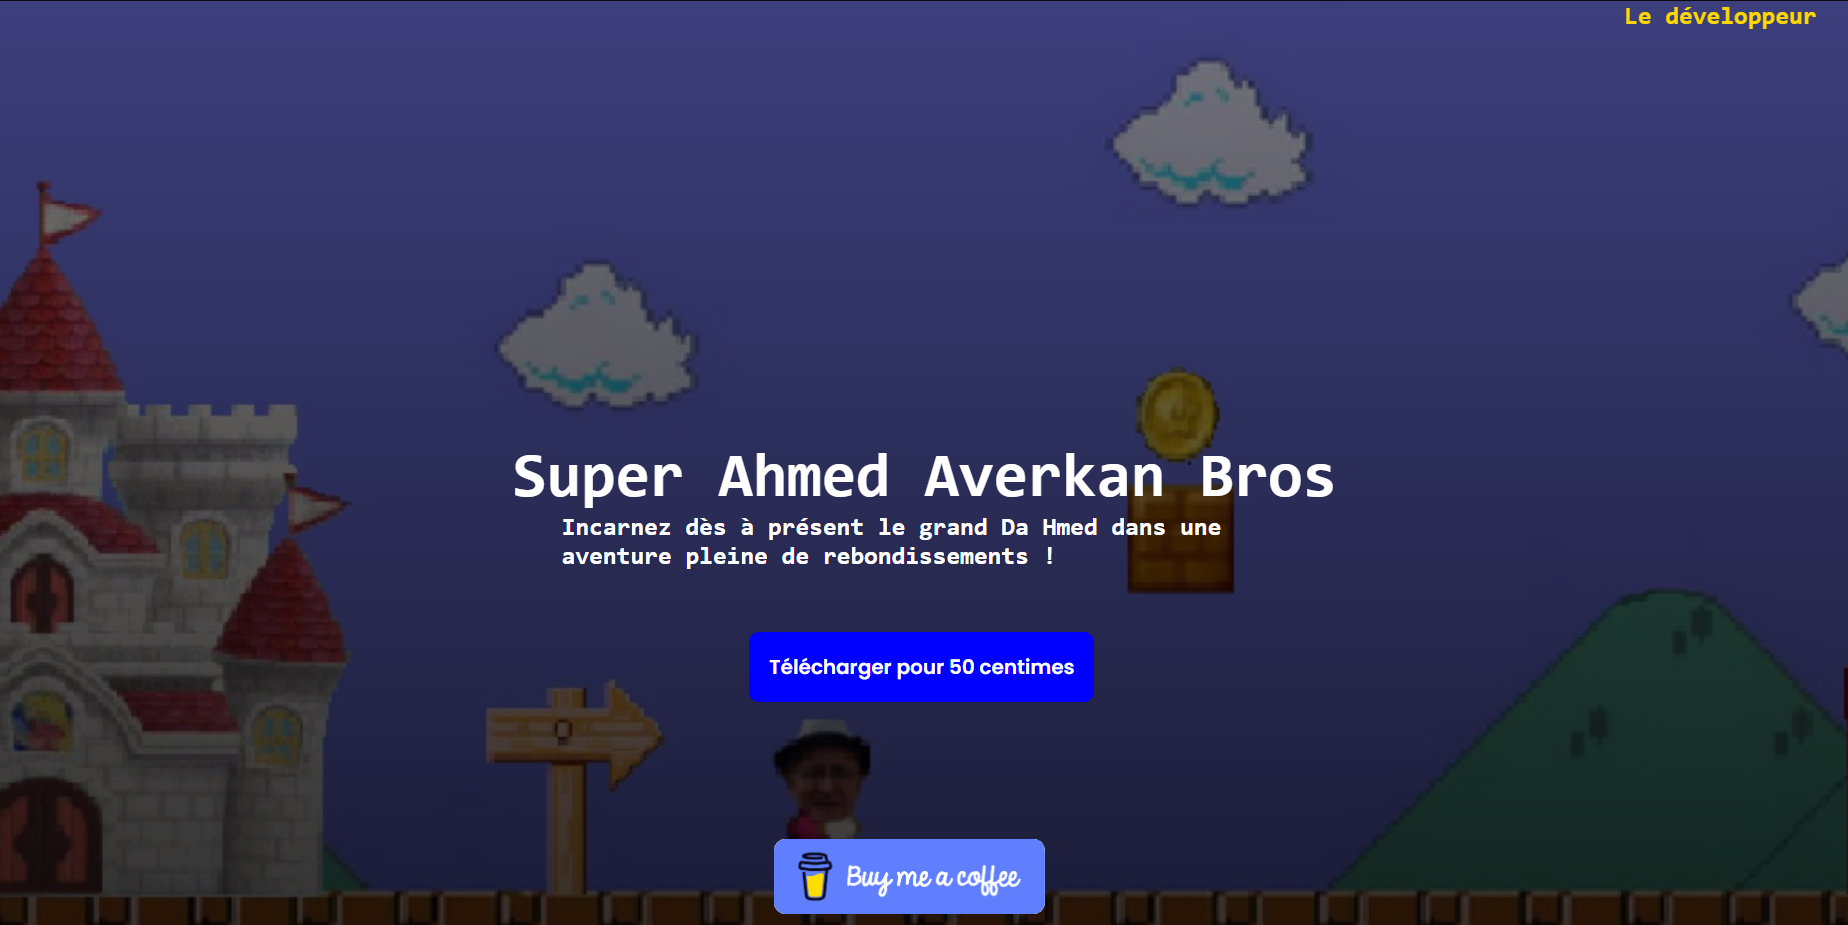 Le développeur
Super Ahmed Averkan Bros
Incarnez dès à présent le grand Da Hmed dans une
aventure pleine de rebondissements !
Télécharger pour 50 centimes
Buy me a coffee